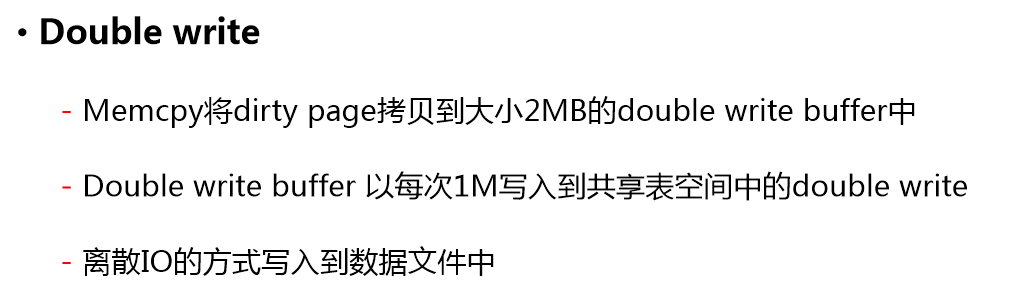 • Double write
- Memcpy将dirty page拷贝到大小2MB的double write buffer中
- Double write buffer 以每次1M写入到共享表空间中的double write
- 离散IO的方式写入到数据文件中